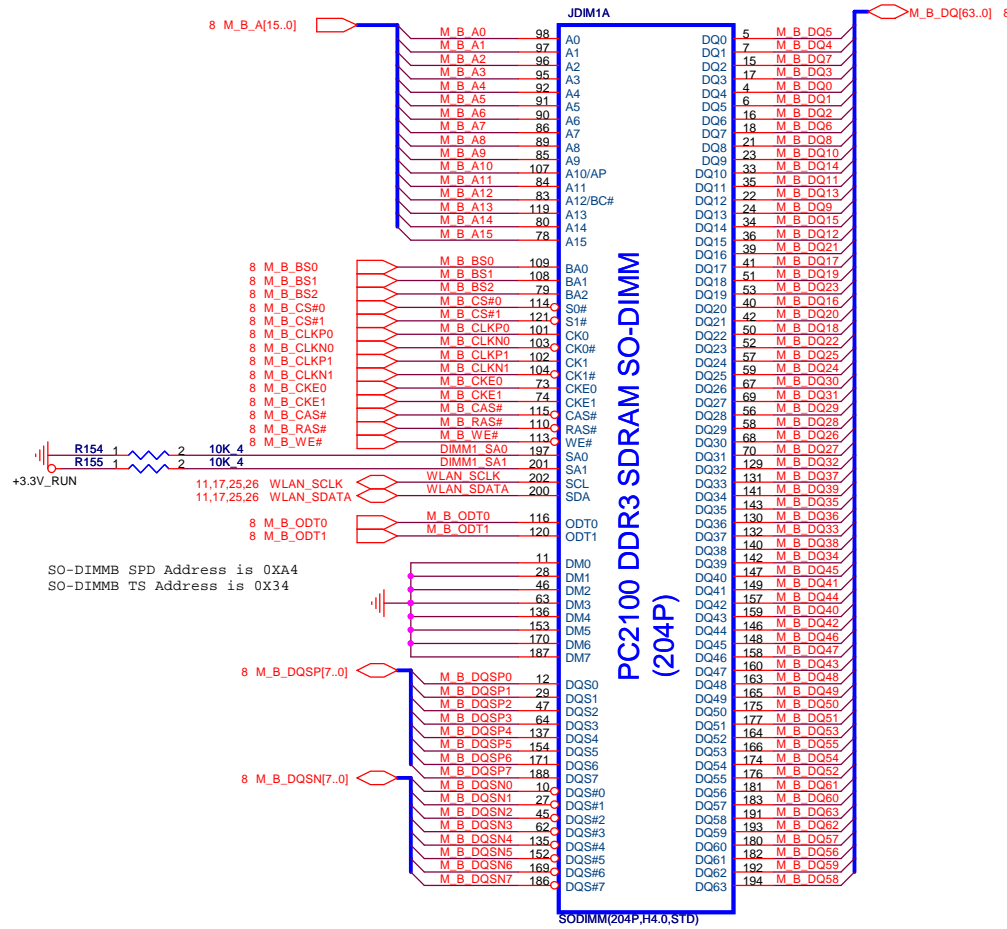 JDIM1A
8 M_B_A[15..0]
M_B_A0 98 A0
M_B_A1 97 A1
M_B_A2 96 A2
M_B_A3 95 A3
M_B_A4 92 A4
M_B_A5 91 A5
M_B_A6 90 A6
M_B_A7 86 A7
M_B_A8 89 A8
M_B_A9 85 A9
M_B_A10 107 A10/AP
M_B_A11 84 A11
M_B_A12 83 A12/BC#
M_B_A13 119 A13
M_B_A14 80 A14
M_B_A15 78 A15
8 M_B_BS0 M_B_BS0 109 BA0
8 M_B_BS1 M_B_BS1 108 BA1
8 M_B_BS2 M_B_BS2 79 BA2
8 M_B_CS#0 M_B_CS#0 114 S0#
8 M_B_CS#1 M_B_CS#1 121 S1#
8 M_B_CLKP0 M_B_CLKP0 101 CK0
8 M_B_CLKN0 M_B_CLKN0 103 CK0#
8 M_B_CLKP1 M_B_CLKP1 102 CK1
8 M_B_CLKN1 M_B_CLKN1 104 CK1#
8 M_B_CKE0 M_B_CKE0 73 CKE0
8 M_B_CKE1 M_B_CKE1 74 CKE1
8 M_B_CAS# M_B_CAS# 115 CAS#
8 M_B_RAS# M_B_RAS# 110 RAS#
8 M_B_WE# M_B_WE# 113 WE#
R154 1 2 10K_4 DIMM1_SA0 197 SA0
R155 1 2 10K_4 DIMM1_SA1 201 SA1
+3.3V_RUN
11,17,25,26 WLAN_SCLK WLAN_SCLK 202 SCL
11,17,25,26 WLAN_SDATA WLAN_SDATA 200 SDA
8 M_B_ODT0 M_B_ODT0 116 ODT0
8 M_B_ODT1 M_B_ODT1 120 ODT1
SO-DIMMB SPD Address is 0XA4
SO-DIMMB TS Address is 0X34
11 DM0
28 DM1
46 DM2
63 DM3
136 DM4
153 DM5
170 DM6
187 DM7
8 M_B_DQSP[7..0]
M_B_DQSP0 12 DQS0
M_B_DQSP1 29 DQS1
M_B_DQSP2 47 DQS2
M_B_DQSP3 64 DQS3
M_B_DQSP4 137 DQS4
M_B_DQSP5 154 DQS5
M_B_DQSP6 171 DQS6
M_B_DQSP7 188 DQS7
8 M_B_DQSN[7..0]
M_B_DQSN0 10 DQS#0
M_B_DQSN1 27 DQS#1
M_B_DQSN2 45 DQS#2
M_B_DQSN3 62 DQS#3
M_B_DQSN4 135 DQS#4
M_B_DQSN5 152 DQS#5
M_B_DQSN6 169 DQS#6
M_B_DQSN7 186 DQS#7
PC2100 DDR3 SDRAM SO-DIMM
(204P)
M_B_DQ[63..0] 8
DQ0 5 M_B_DQ5
DQ1 7 M_B_DQ4
DQ2 15 M_B_DQ7
DQ3 17 M_B_DQ3
DQ4 4 M_B_DQ0
DQ5 6 M_B_DQ1
DQ6 16 M_B_DQ2
DQ7 18 M_B_DQ6
DQ8 21 M_B_DQ8
DQ9 23 M_B_DQ10
DQ10 33 M_B_DQ14
DQ11 35 M_B_DQ11
DQ12 22 M_B_DQ13
DQ13 24 M_B_DQ9
DQ14 34 M_B_DQ15
DQ15 36 M_B_DQ12
DQ16 39 M_B_DQ21
DQ17 41 M_B_DQ17
DQ18 51 M_B_DQ19
DQ19 53 M_B_DQ23
DQ20 40 M_B_DQ16
DQ21 42 M_B_DQ20
DQ22 50 M_B_DQ18
DQ23 52 M_B_DQ22
DQ24 57 M_B_DQ25
DQ25 59 M_B_DQ24
DQ26 67 M_B_DQ30
DQ27 69 M_B_DQ31
DQ28 56 M_B_DQ29
DQ29 58 M_B_DQ28
DQ30 68 M_B_DQ26
DQ31 70 M_B_DQ27
DQ32 129 M_B_DQ32
DQ33 131 M_B_DQ37
DQ34 141 M_B_DQ39
DQ35 143 M_B_DQ35
DQ36 130 M_B_DQ36
DQ37 132 M_B_DQ33
DQ38 140 M_B_DQ38
DQ39 142 M_B_DQ34
DQ40 147 M_B_DQ45
DQ41 149 M_B_DQ41
DQ42 157 M_B_DQ44
DQ43 159 M_B_DQ40
DQ44 146 M_B_DQ42
DQ45 148 M_B_DQ46
DQ46 158 M_B_DQ47
DQ47 160 M_B_DQ43
DQ48 163 M_B_DQ48
DQ49 165 M_B_DQ49
DQ50 175 M_B_DQ50
DQ51 177 M_B_DQ51
DQ52 164 M_B_DQ53
DQ53 166 M_B_DQ55
DQ54 174 M_B_DQ54
DQ55 176 M_B_DQ52
DQ56 181 M_B_DQ61
DQ57 183 M_B_DQ60
DQ58 191 M_B_DQ63
DQ59 193 M_B_DQ62
DQ60 180 M_B_DQ57
DQ61 182 M_B_DQ56
DQ62 192 M_B_DQ59
DQ63 194 M_B_DQ58
SODIMM(204P,H4.0,STD)